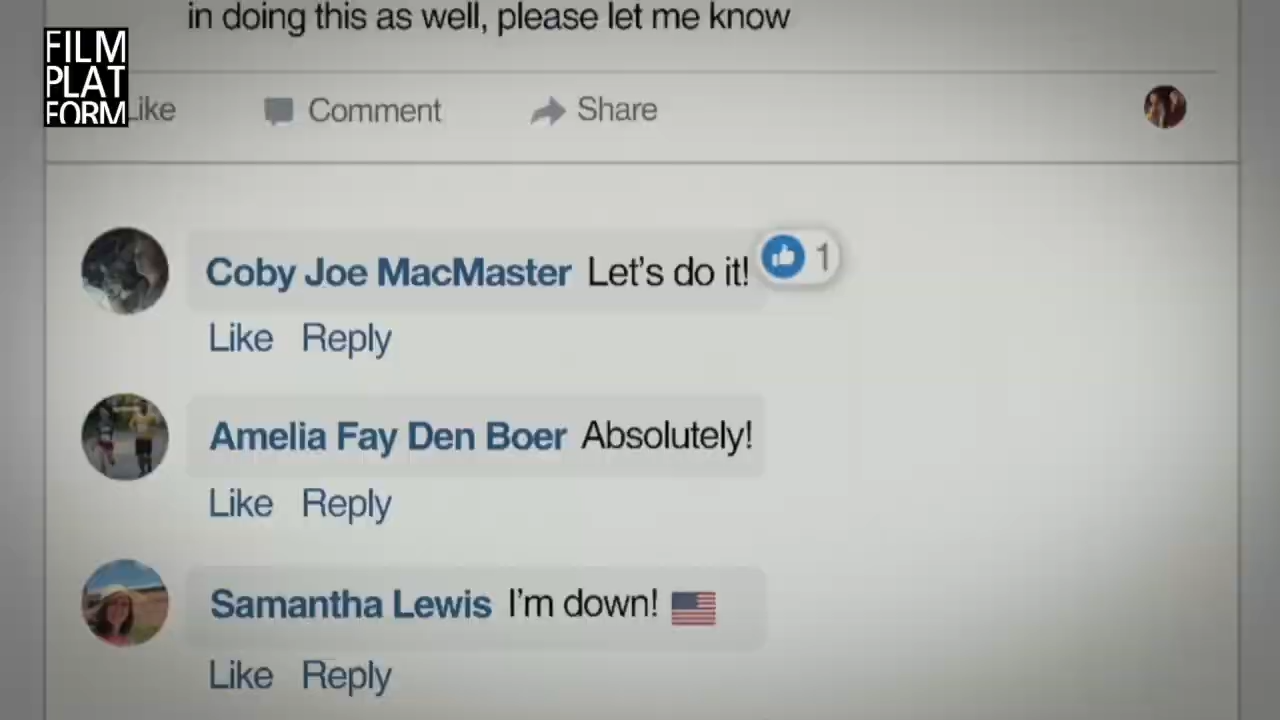 in doing this as well, please let me know
FILM
PLAT
FORM
Like
Comment
Share
Coby Joe MacMaster Let's do it!
1
Like Reply
Amelia Fay Den Boer Absolutely!
Like Reply
Samantha Lewis I'm down!
Like Reply